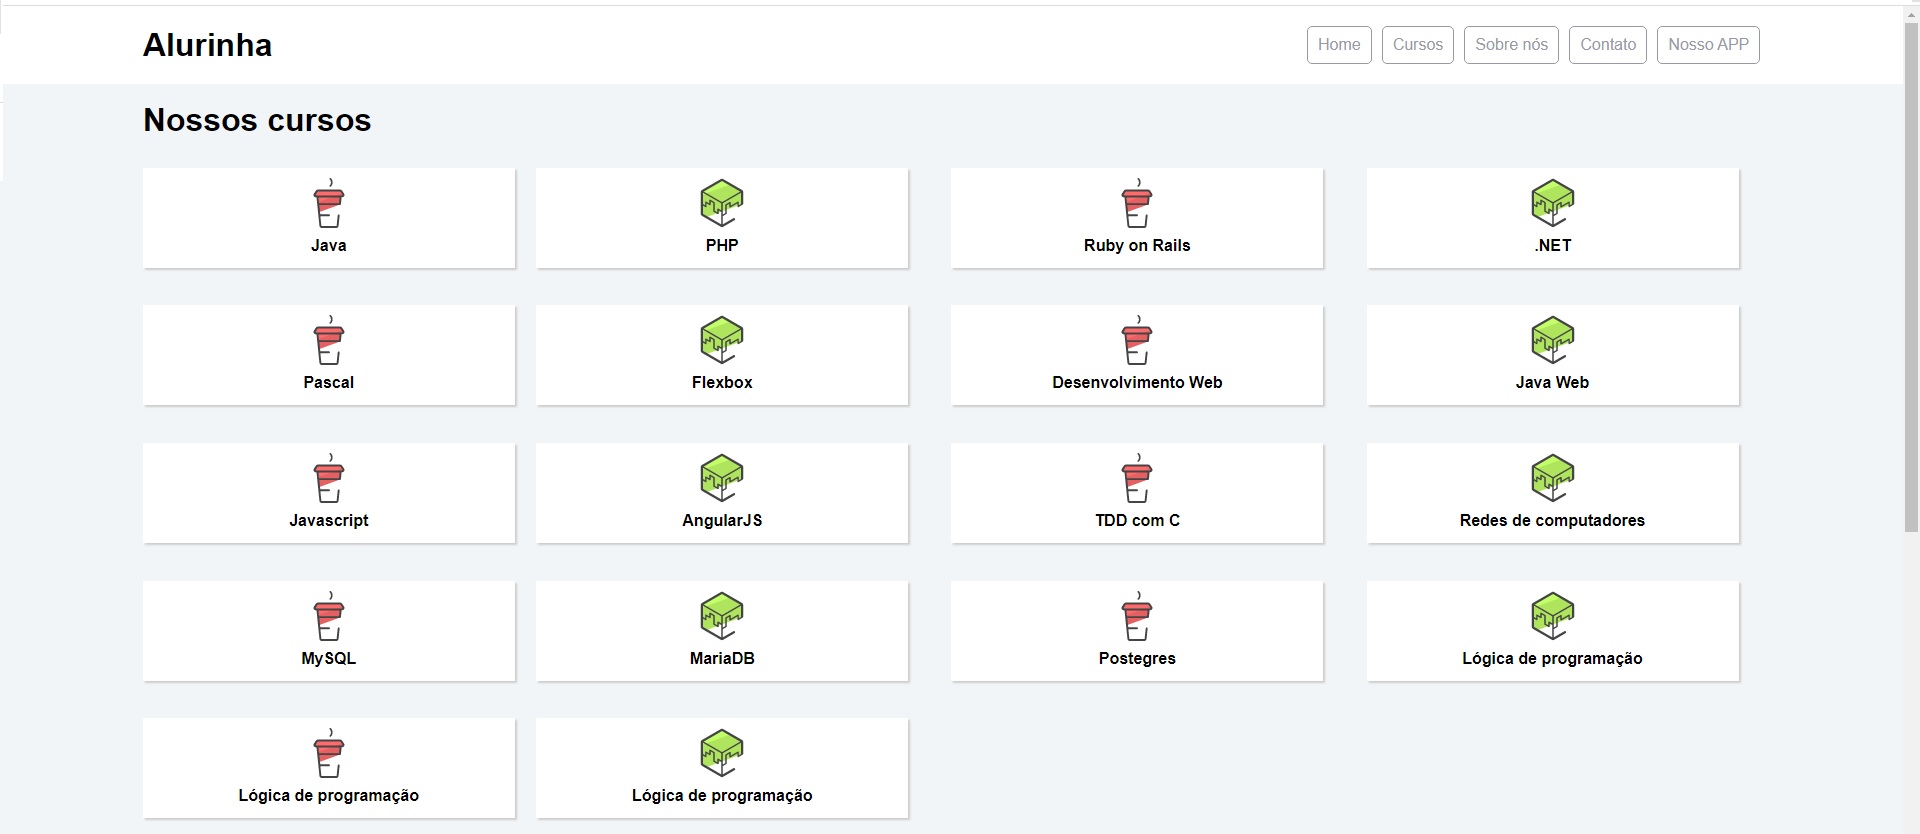 Alurinha
Home Cursos Sobre nós Contato Nosso APP
Nossos cursos
Java PHP Ruby on Rails .NET
Pascal Flexbox Desenvolvimento Web Java Web
Javascript AngularJS TDD com C Redes de computadores
MySQL MariaDB Postegres Lógica de programação
Lógica de programação Lógica de programação